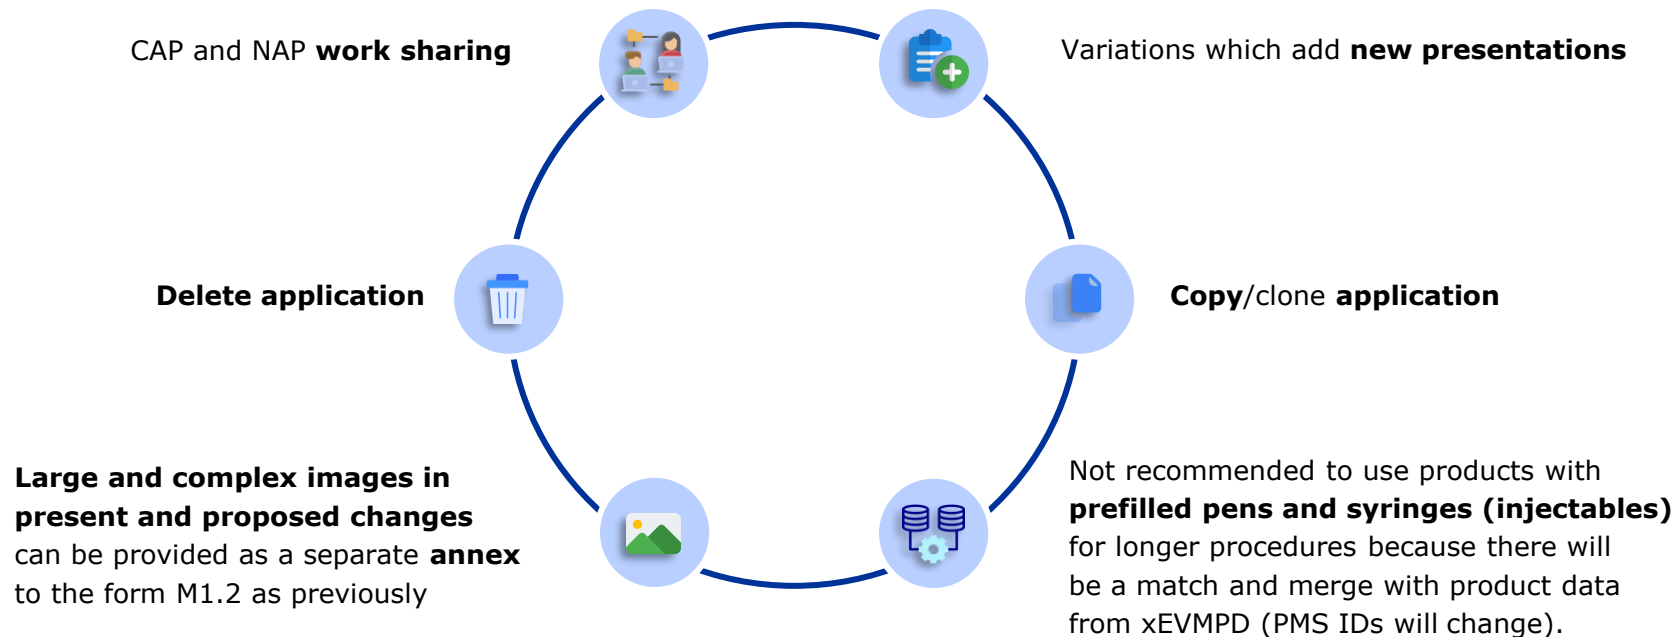 CAP and NAP work sharing
Variations which add new presentations
Delete application
Copy/clone application
Large and complex images in
present and proposed changes
can be provided as a separate annex
to the form M1.2 as previously
Not recommended to use products with
prefilled pens and syringes (injectables)
for longer procedures because there will
be a match and merge with product data
from xEVMPD (PMS IDs will change).